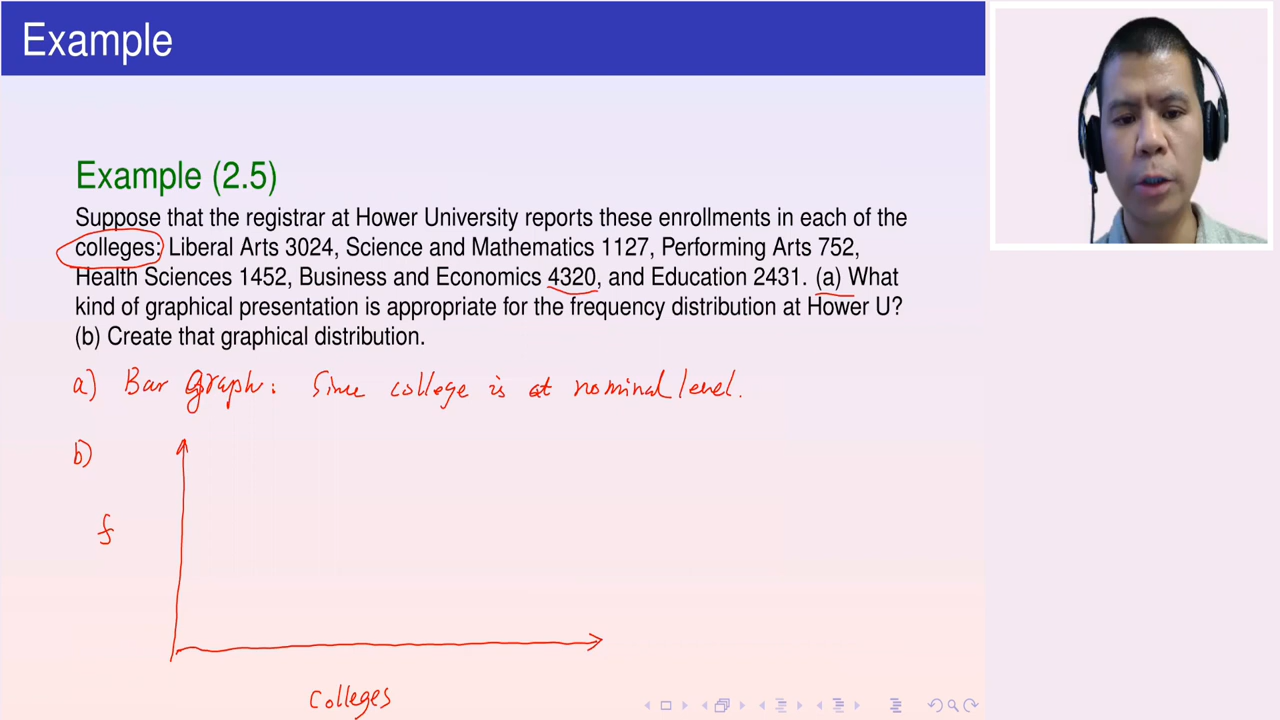 Example
Example (2.5)
Suppose that the registrar at Hower University reports these enrollments in each of the
colleges: Liberal Arts 3024, Science and Mathematics 1127, Performing Arts 752,
Health Sciences 1452, Business and Economics 4320, and Education 2431. (a) What
kind of graphical presentation is appropriate for the frequency distribution at Hower U?
(b) Create that graphical distribution.
a) Bar Graph: Since college is at nominal level.
b)
f
Colleges